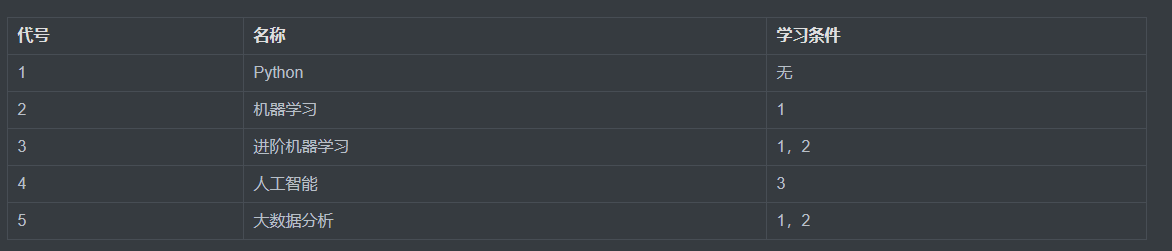 代号 名称 学习条件
1 Python 无
2 机器学习 1
3 进阶机器学习 1，2
4 人工智能 3
5 大数据分析 1，2